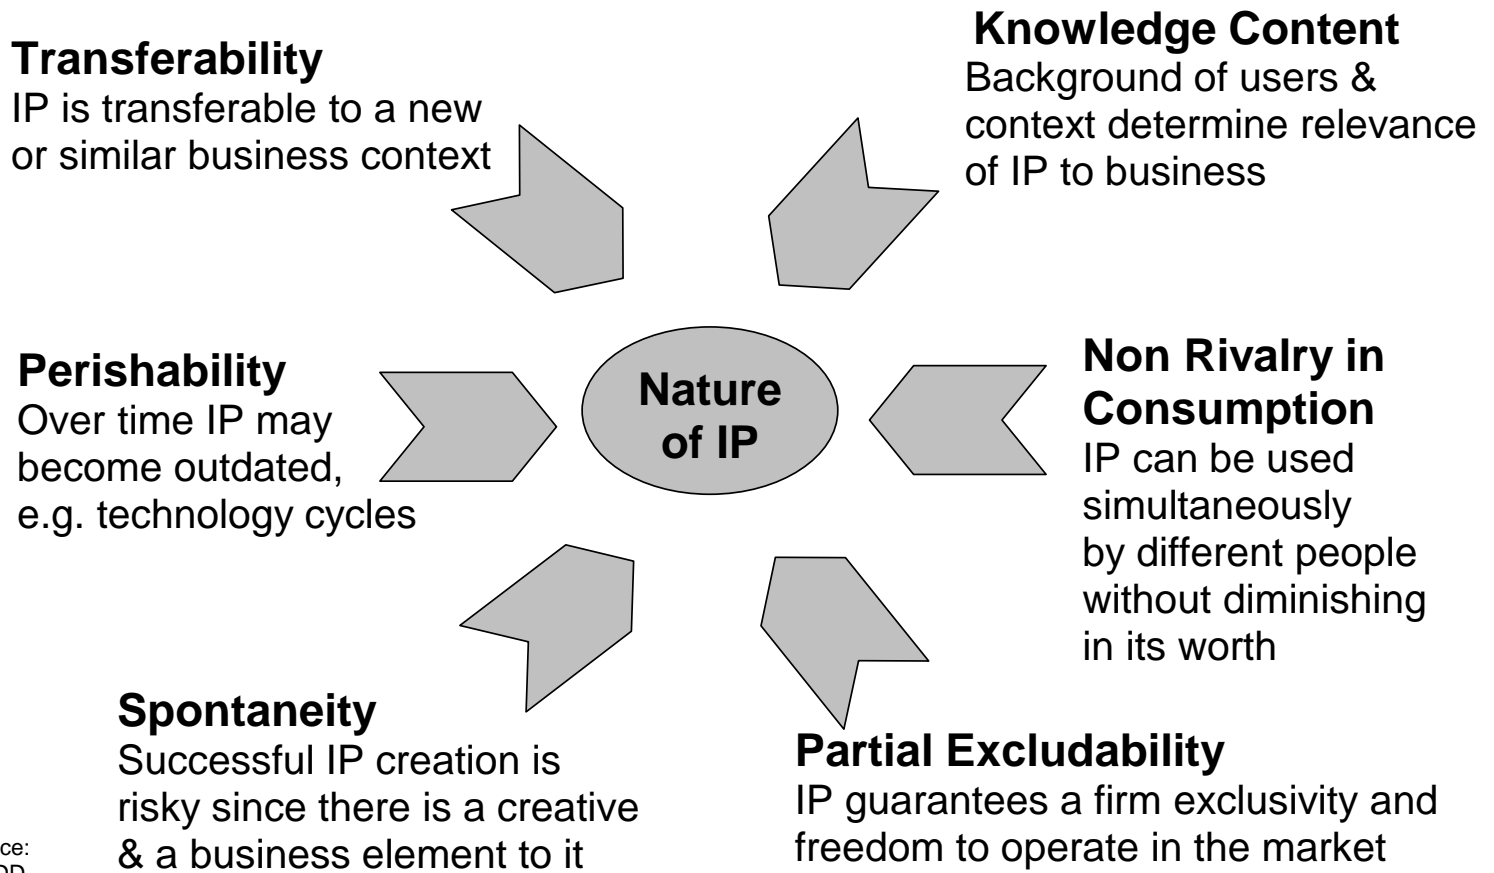 Transferability
IP is transferable to a new
or similar business context
Knowledge Content
Background of users &
context determine relevance
of IP to business
Perishability
Over time IP may
become outdated,
e.g. technology cycles
Nature
of IP
Non Rivalry in
Consumption
IP can be used
simultaneously
by different people
without diminishing
in its worth
Spontaneity
Successful IP creation is
risky since there is a creative
& a business element to it
Partial Excludability
IP guarantees a firm exclusivity and
freedom to operate in the market
ce: